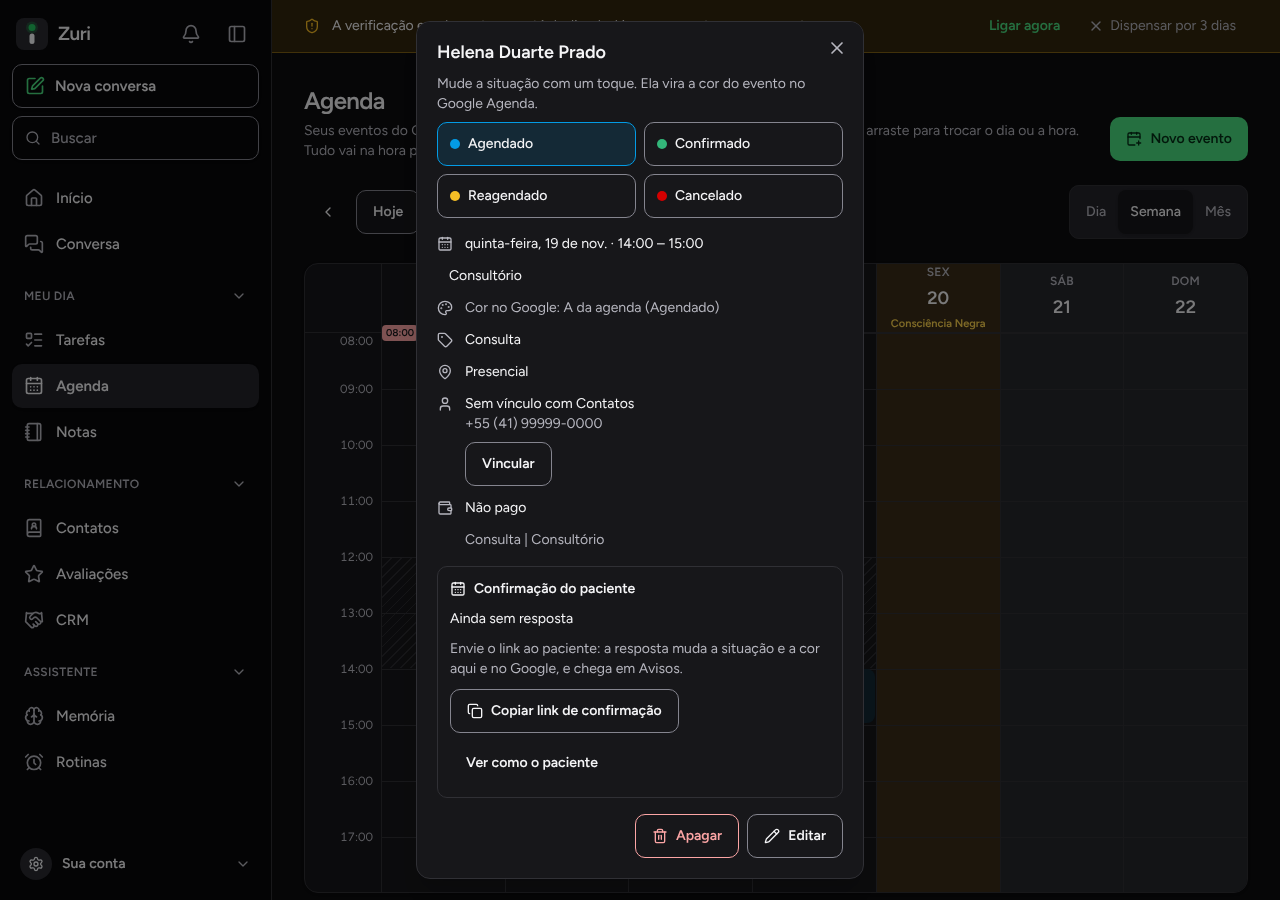 Zuri
A verificação e
Ligar agora
Dispensar por 3 dias
Nova conversa
Buscar
Início
Conversa
MEU DIA
Tarefas
Agenda
Notas
RELACIONAMENTO
Contatos
Avaliações
CRM
ASSISTENTE
Memória
Rotinas
Sua conta
Agenda
Seus eventos do
arraste para trocar o dia ou a hora.
Tudo vai na hora
Novo evento
Hoje
Dia
Semana
Mês
SEX
20
Consciência Negra
SÁB
21
DOM
22
08:00
08:00
09:00
10:00
11:00
12:00
13:00
14:00
15:00
16:00
17:00
Helena Duarte Prado
Mude a situação com um toque. Ela vira a cor do evento no
Google Agenda.
Agendado
Confirmado
Reagendado
Cancelado
quinta-feira, 19 de nov. · 14:00 – 15:00
Consultório
Cor no Google: A da agenda (Agendado)
Consulta
Presencial
Sem vínculo com Contatos
+55 (41) 99999-0000
Vincular
Não pago
Consulta | Consultório
Confirmação do paciente
Ainda sem resposta
Envie o link ao paciente: a resposta muda a situação e a cor
aqui e no Google, e chega em Avisos.
Copiar link de confirmação
Ver como o paciente
Apagar
Editar